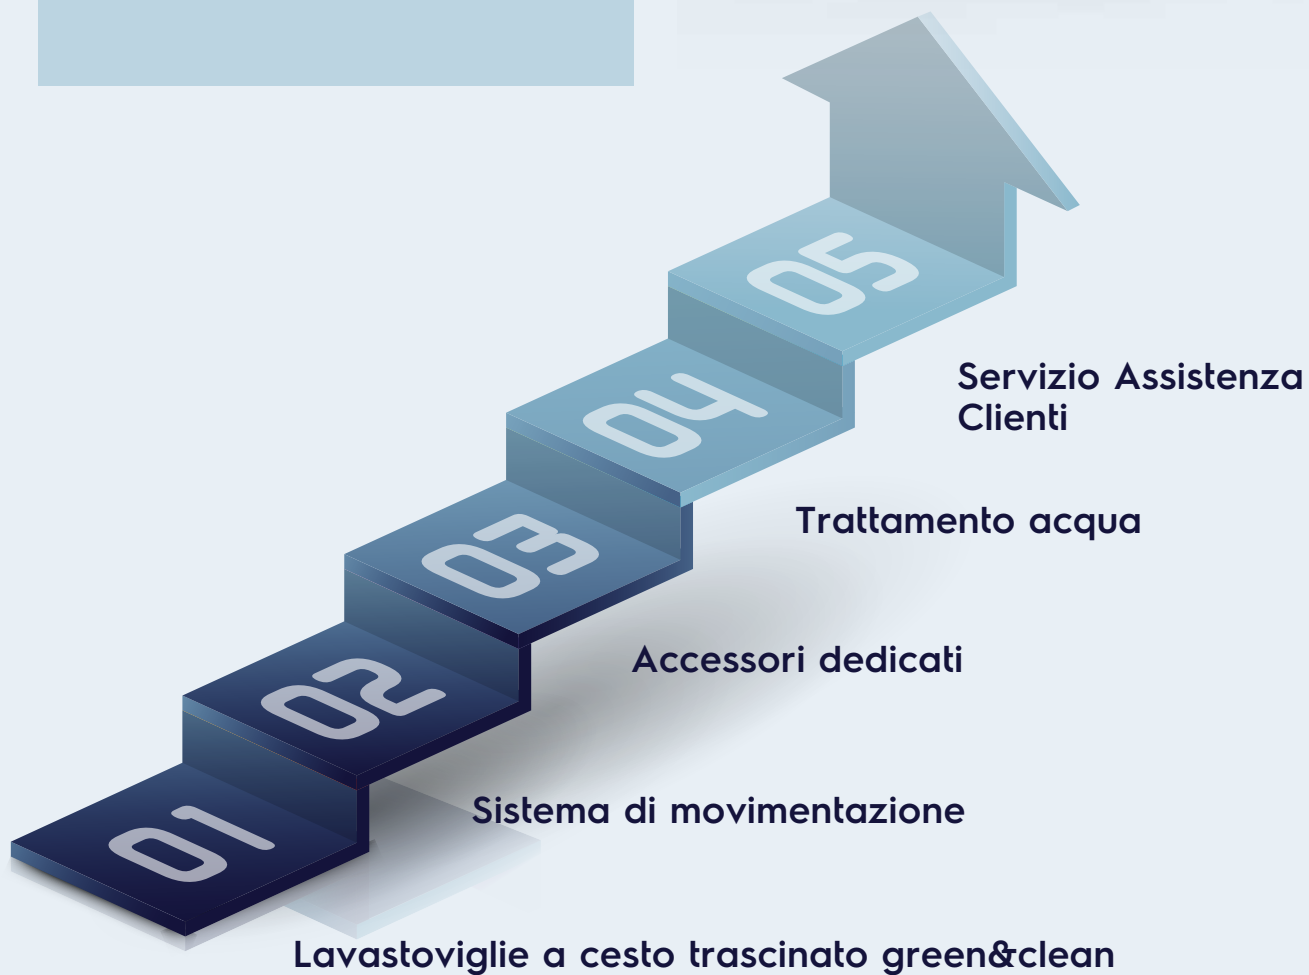 05
Servizio Assistenza
Clienti
04
Trattamento acqua
03
Accessori dedicati
02
Sistema di movimentazione
01
Lavastoviglie a cesto trascinato green&clean